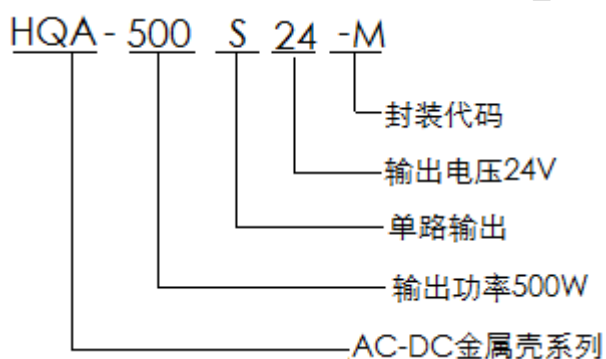 HQA-500 S 24 -M
封装代码
输出电压24V
单路输出
输出功率500W
AC-DC金属壳系列